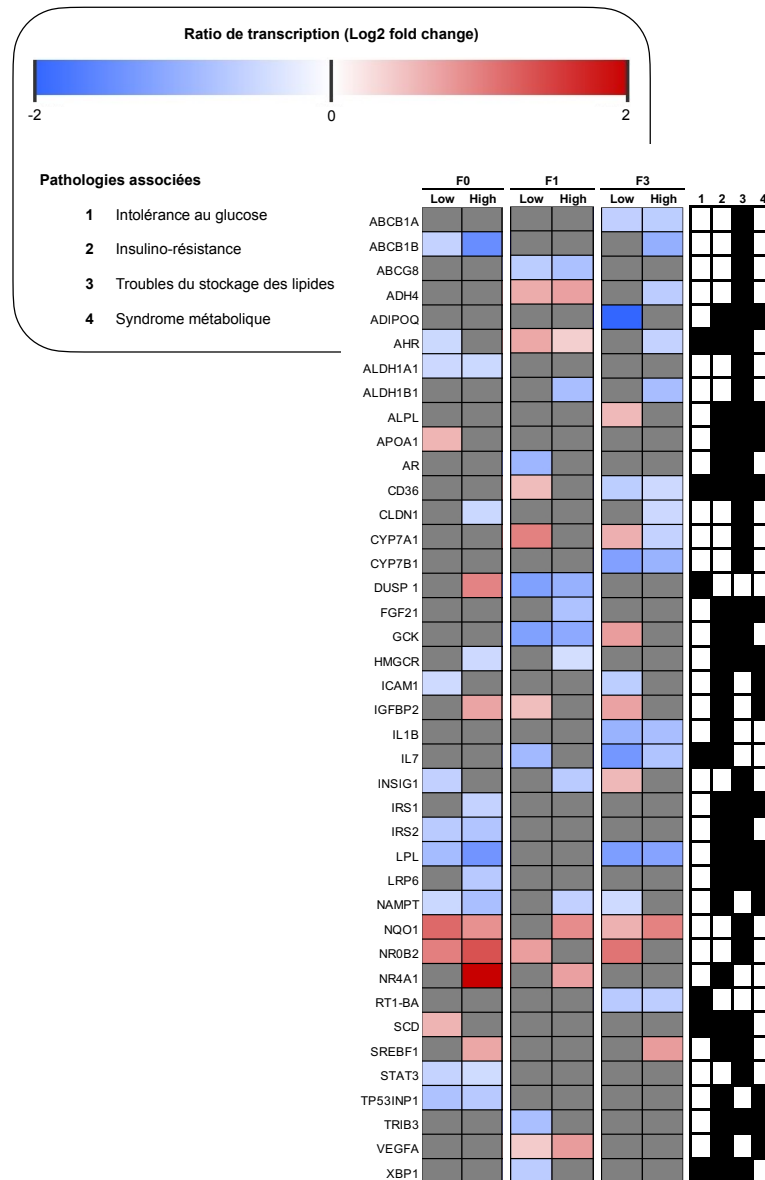 Ratio de transcription (Log2 fold change)
-2 0 2
Pathologies associées
1 Intolérance au glucose
2 Insulino-résistance
3 Troubles du stockage des lipides
4 Syndrome métabolique
F0 F1 F3
Low High Low High Low High 1 2 3 4
ABCB1A
ABCB1B
ABCG8
ADH4
ADIPOQ
AHR
ALDH1A1
ALDH1B1
ALPL
APOA1
AR
CD36
CLDN1
CYP7A1
CYP7B1
DUSP 1
FGF21
GCK
HMGCR
ICAM1
IGFBP2
IL1B
IL7
INSIG1
IRS1
IRS2
LPL
LRP6
NAMPT
NQO1
NR0B2
NR4A1
RT1-BA
SCD
SREBF1
STAT3
TP53INP1
TRIB3
VEGFA
XBP1